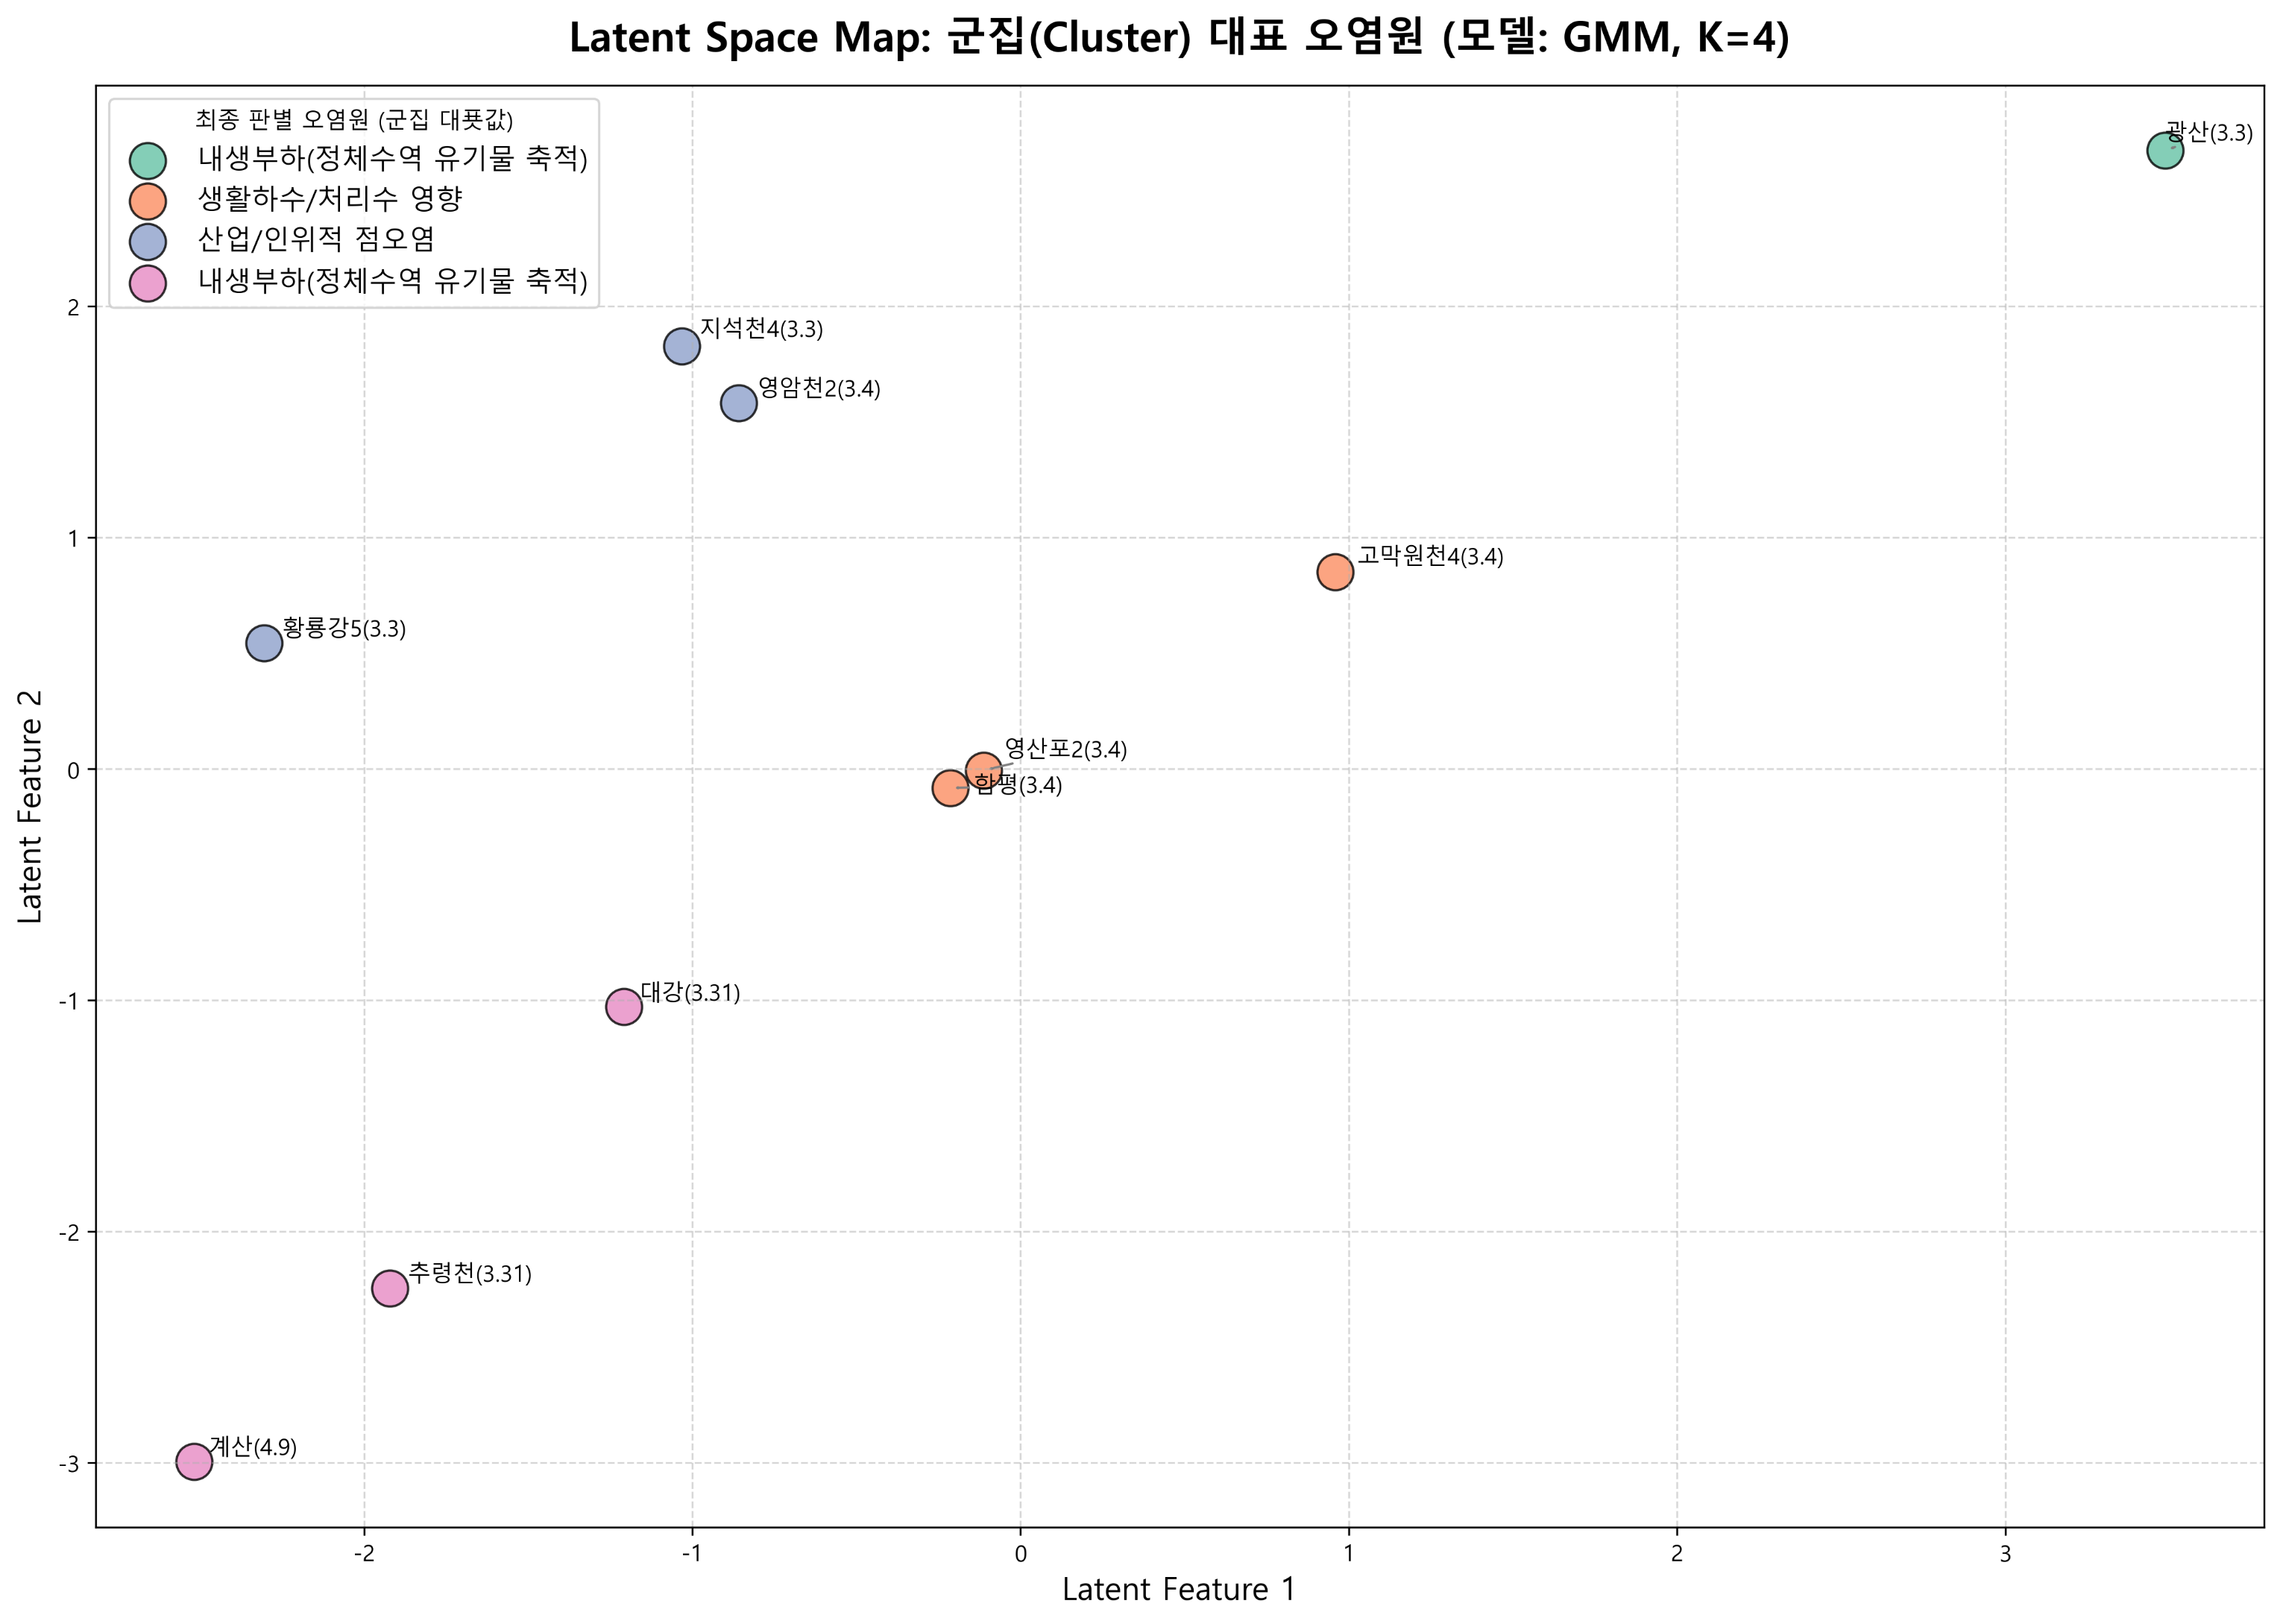 Latent Space Map: 군집(Cluster) 대표 오염원 (모델: GMM, K=4)
최종 판별 오염원 (군집 대푯값)
내생부하(정체수역 유기물 축적)
생활하수/처리수 영향
산업/인위적 점오염
내생부하(정체수역 유기물 축적)
광산(3.3)
지석천4(3.3)
영암천2(3.4)
고막원천4(3.4)
황룡강5(3.3)
영산포2(3.4)
함평(3.4)
대강(3.31)
추령천(3.31)
계산(4.9)
2
1
0
-1
-2
-3
Latent Feature 2
-2
-1
0
1
2
3
Latent Feature 1